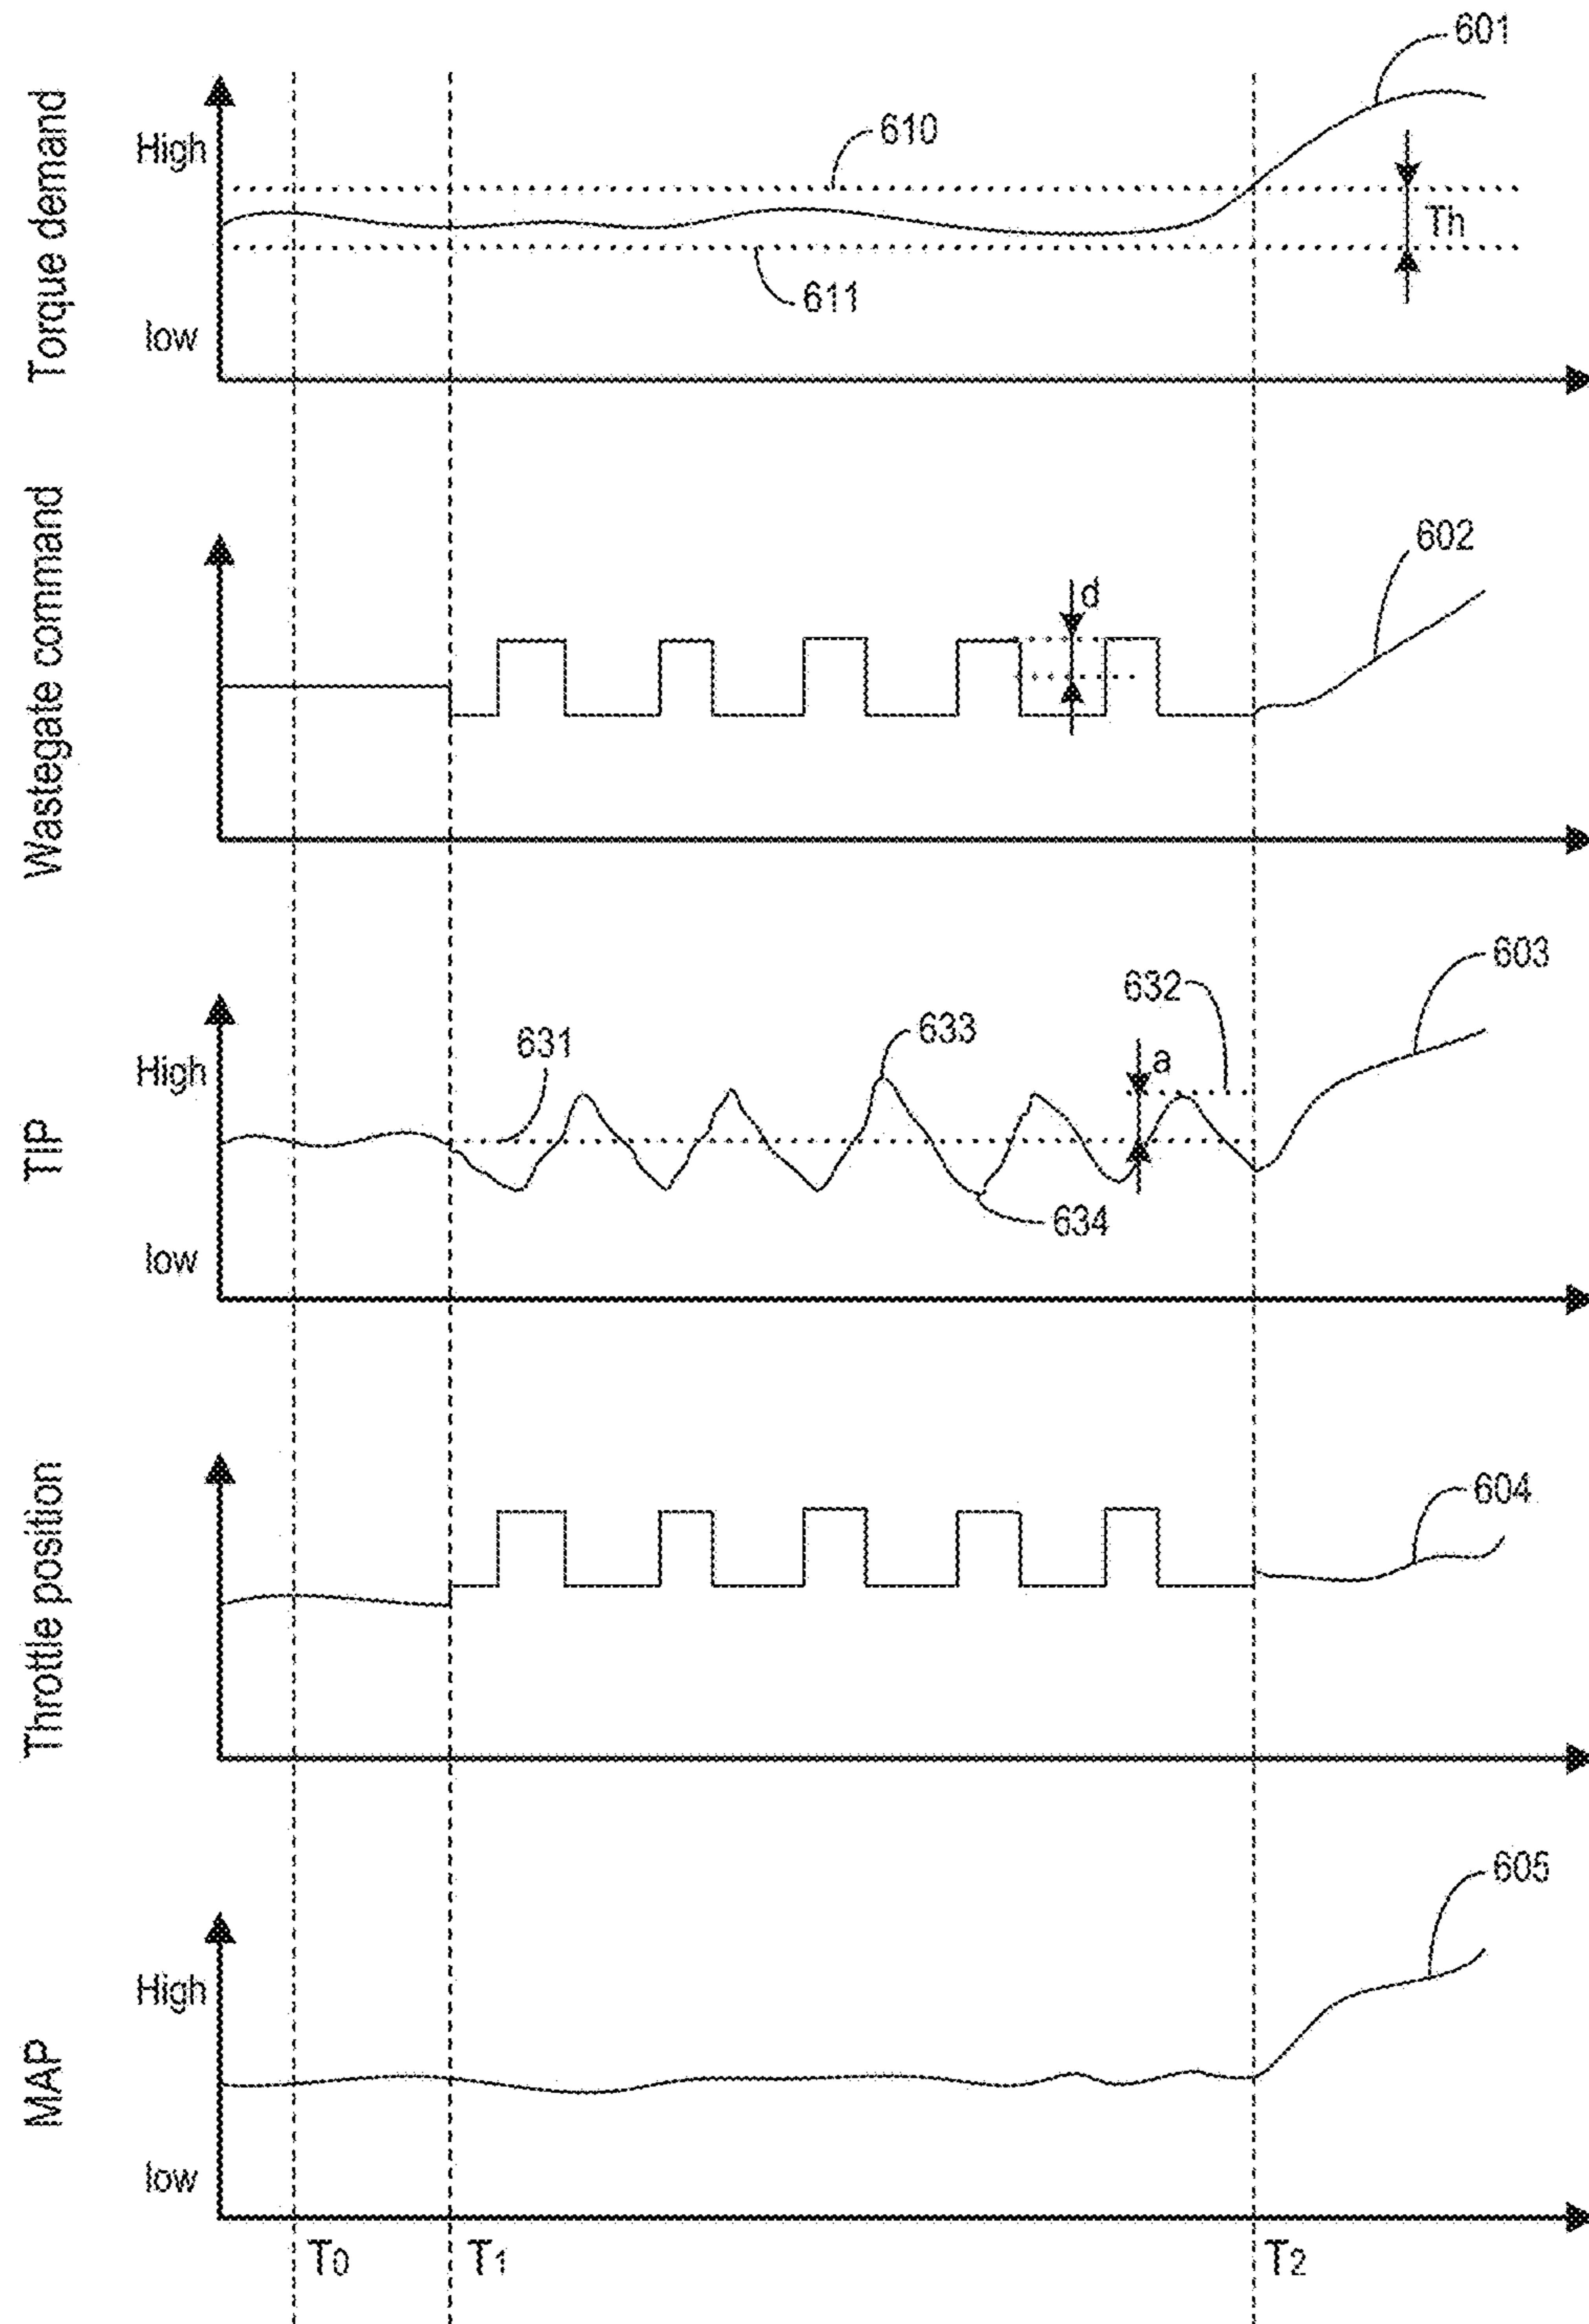 601
Torque demand
High
610
Th
611
low
Wastegate command
602
d
TIP
603
632
631
633
High
a
634
low
Throttle position
604
MAP
605
High
low
T0
T1
T2